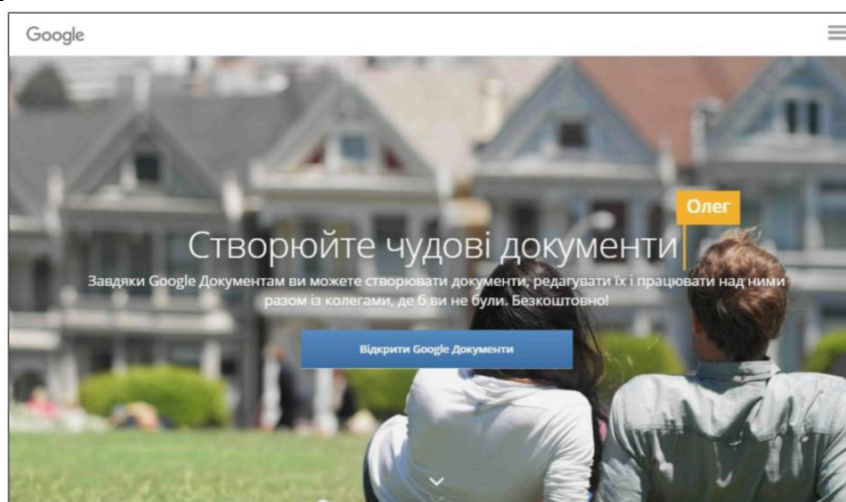 Google
Олег
Створюйте чудові документи
Завдяки Google Документам ви можете створювати документи, редагувати їх і працювати над ними
разом із колегами, де б ви не були. Безкоштовно!
Відкрити Google Документи